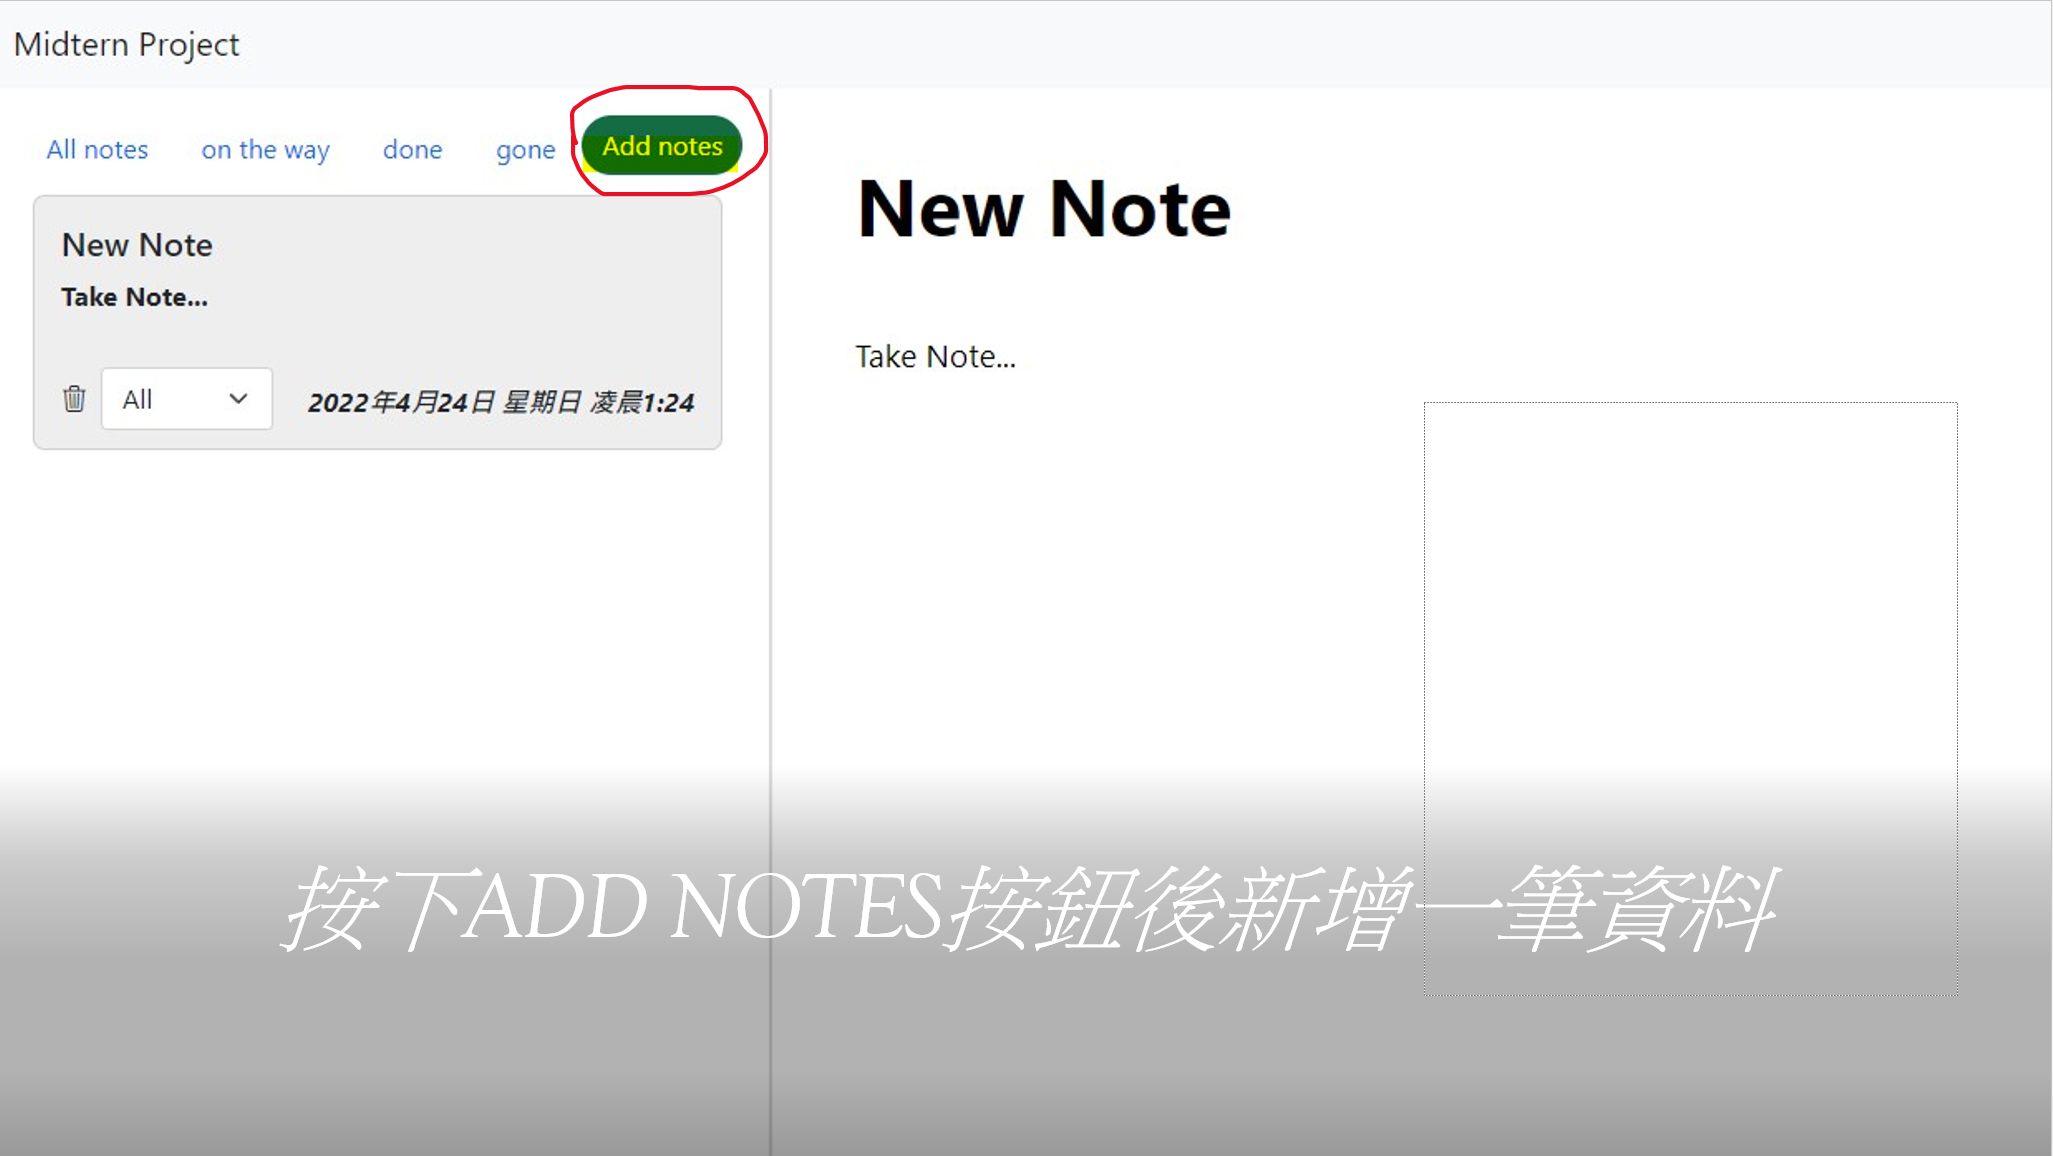 Midtern Project
All notes on the way done gone Add notes
New Note
Take Note...
All 2022年4月24日 星期日 凌晨1:24
New Note
Take Note...
按下ADD NOTES按鈕後新增一筆資料